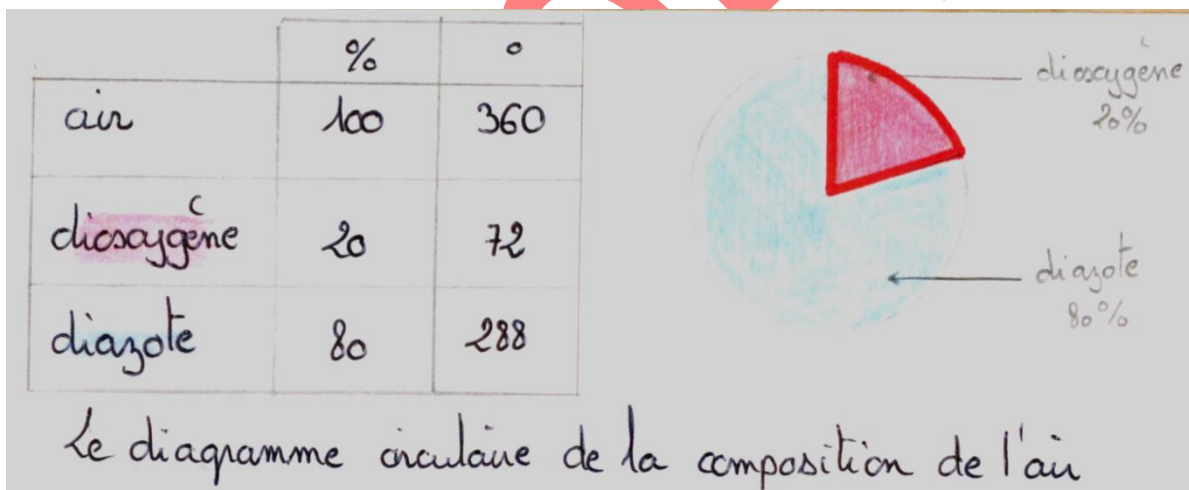 % °
air 100 360
dioxygène 20 72
diazote 80 288
dioxygène
20%
diazote
80%
Le diagramme circulaire de la composition de l'air